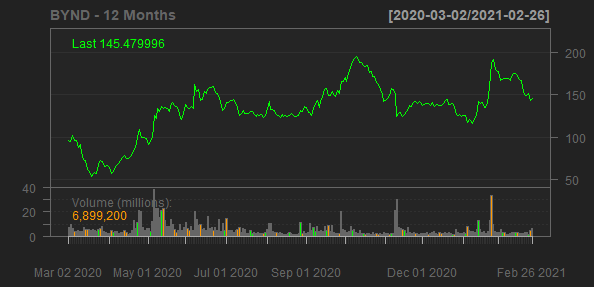 BYND - 12 Months [2020-03-02/2021-02-26]
Last 145.479996
200
150
100
50
40
20
0
Volume (millions):
6,899,200
Mar 02 2020 May 01 2020 Jul 01 2020 Sep 01 2020 Dec 01 2020 Feb 26 2021